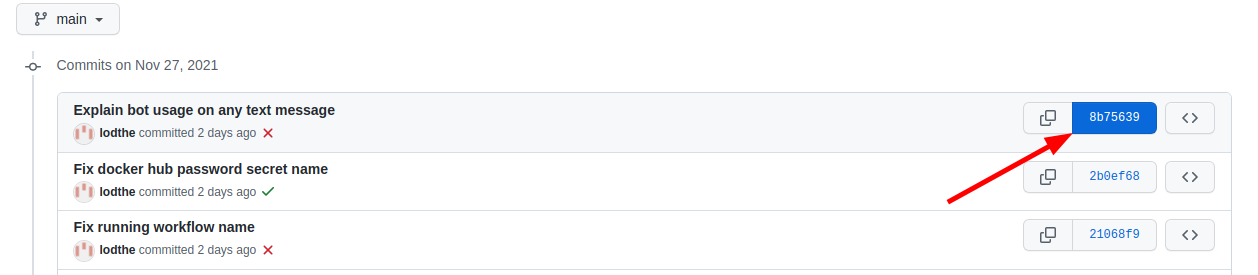 main
Commits on Nov 27, 2021
Explain bot usage on any text message
lodthe committed 2 days ago
8b75639
Fix docker hub password secret name
lodthe committed 2 days ago
2b0ef68
Fix running workflow name
lodthe committed 2 days ago
21068f9